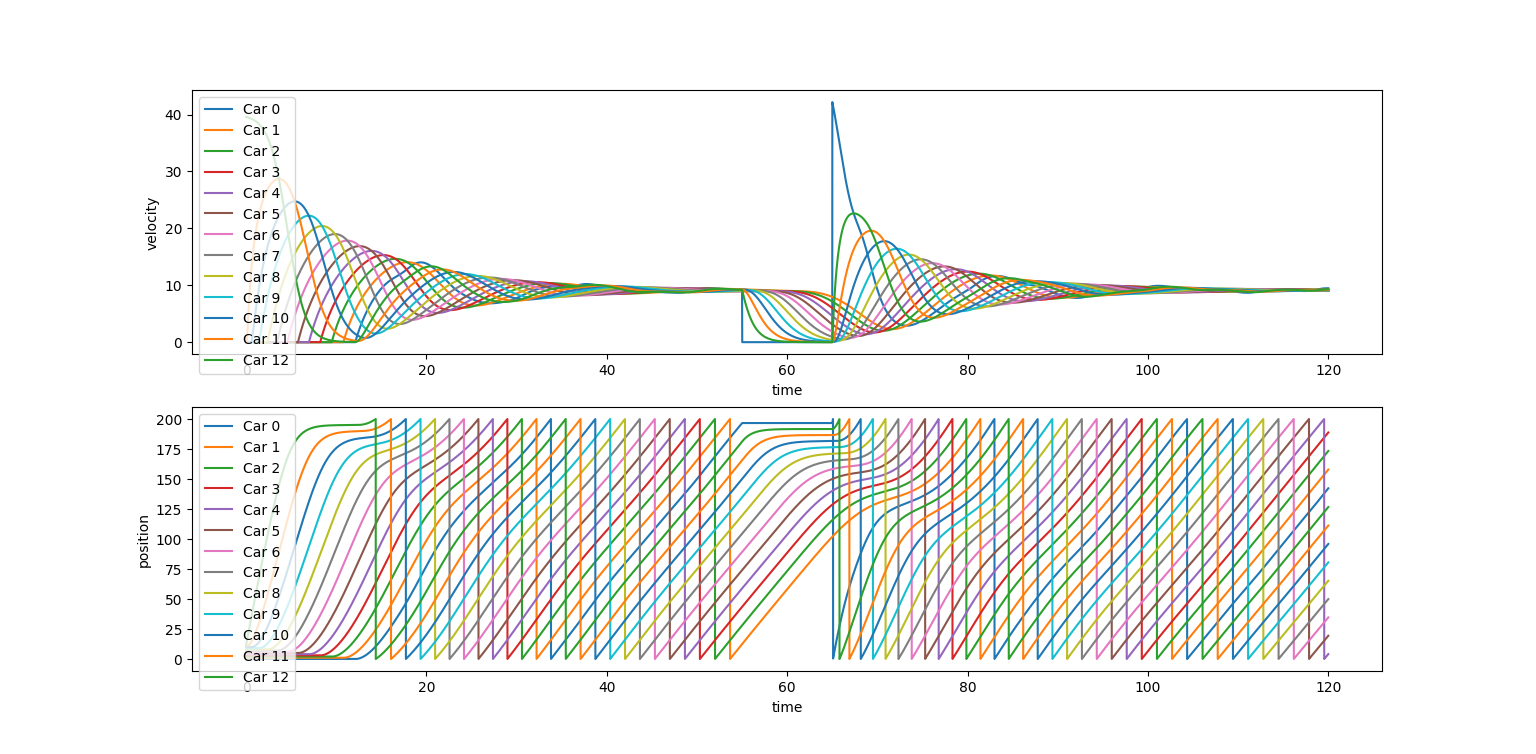 velocity
40
30
20
10
0
Car 0
Car 1
Car 2
Car 3
Car 4
Car 5
Car 6
Car 7
Car 8
Car 9
Car 10
Car 11
Car 12
0 20 40 60 80 100 120
time
position
200
175
150
125
100
75
50
25
0
Car 0
Car 1
Car 2
Car 3
Car 4
Car 5
Car 6
Car 7
Car 8
Car 9
Car 10
Car 11
Car 12
0 20 40 60 80 100 120
time